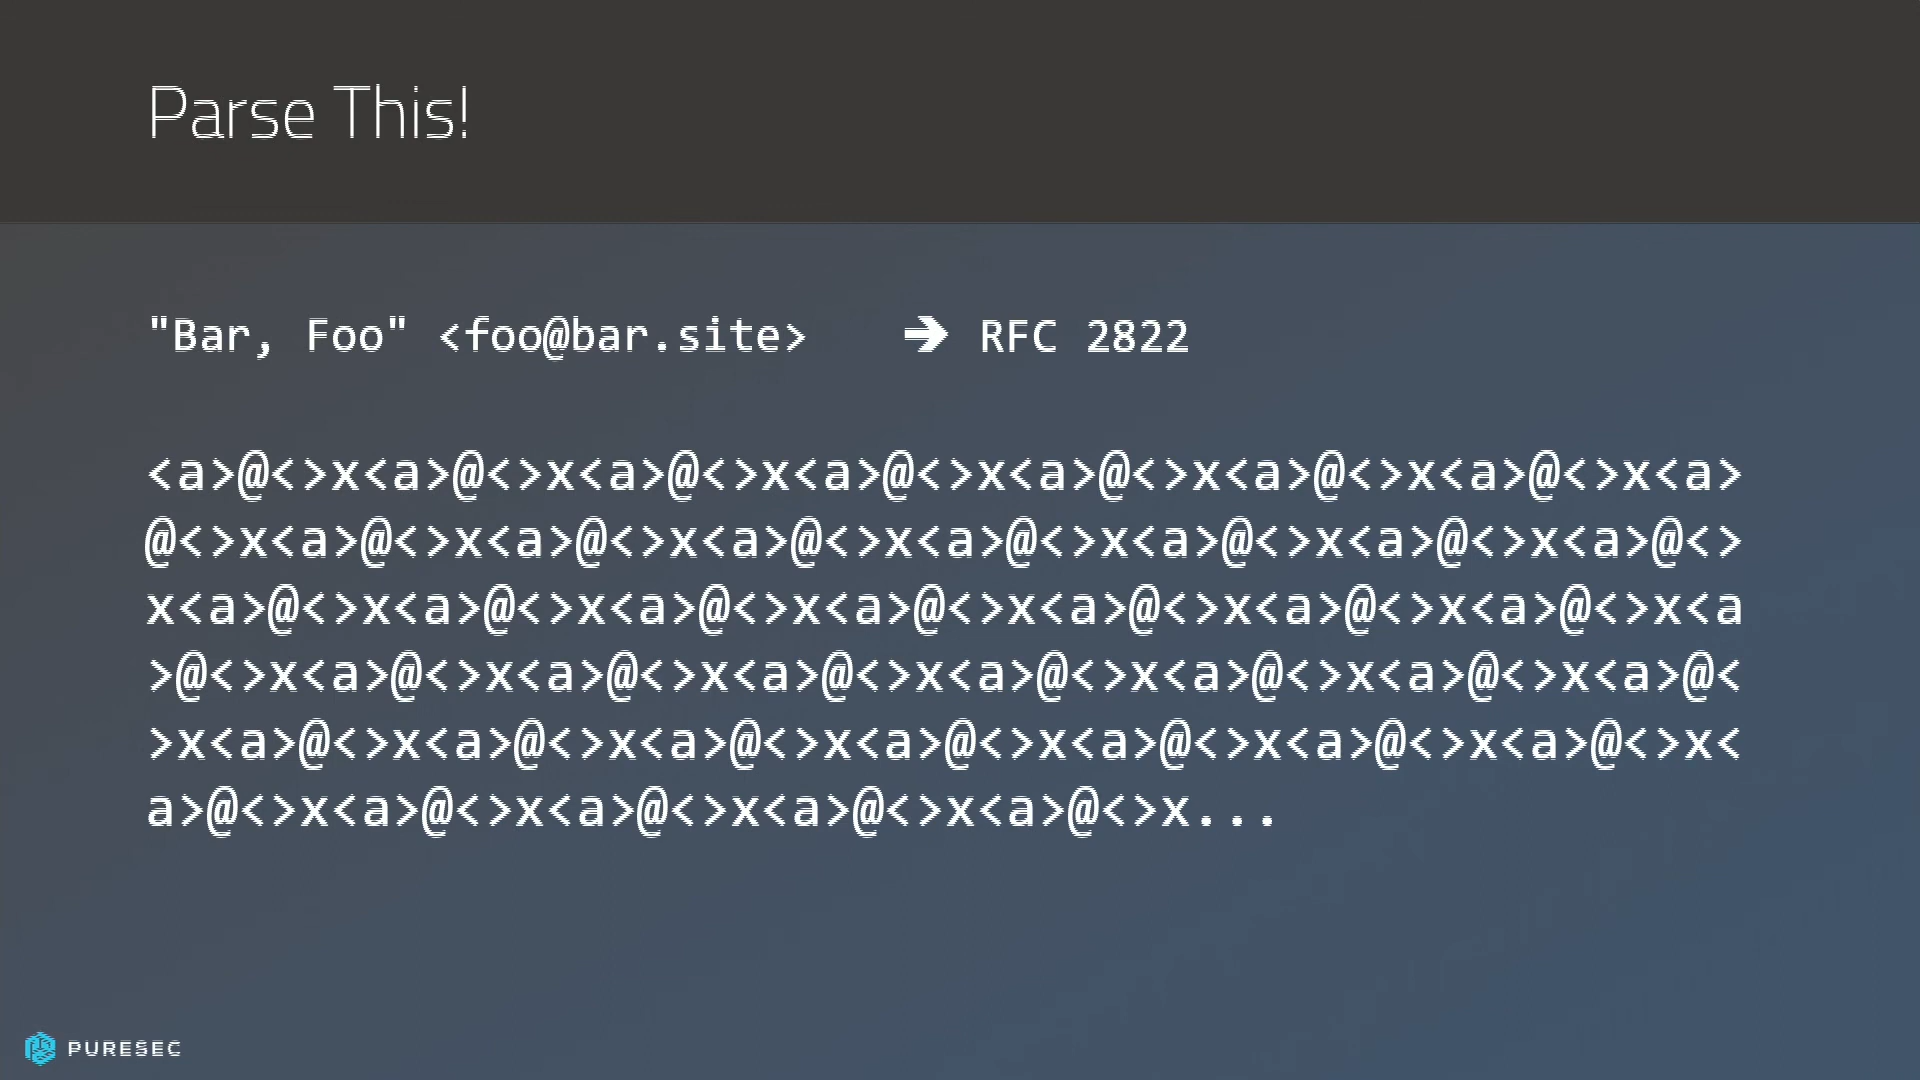 Parse This!
"Bar, Foo" <foo@bar.site> ➔ RFC 2822
<a>@<>x<a>@<>x<a>@<>x<a>@<>x<a>@<>x<a>@<>x<a>@<>x<a>
@<>x<a>@<>x<a>@<>x<a>@<>x<a>@<>x<a>@<>x<a>@<>x<a>@<>
x<a>@<>x<a>@<>x<a>@<>x<a>@<>x<a>@<>x<a>@<>x<a>@<>x<a
>@<>x<a>@<>x<a>@<>x<a>@<>x<a>@<>x<a>@<>x<a>@<>x<a>@<
>x<a>@<>x<a>@<>x<a>@<>x<a>@<>x<a>@<>x<a>@<>x<a>@<>x<
a>@<>x<a>@<>x<a>@<>x<a>@<>x<a>@<>x...
PURESEC